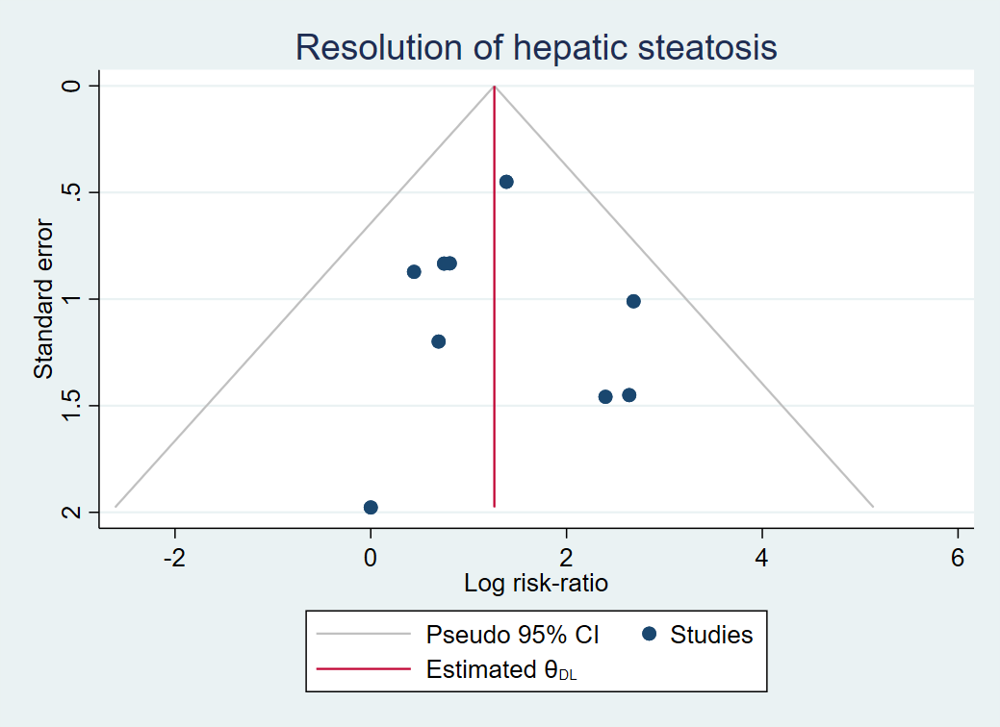 Resolution of hepatic steatosis
0
.5
1
1.5
2
Standard error
-2 0 2 4 6
Log risk-ratio
Pseudo 95% CI Studies
Estimated θDL